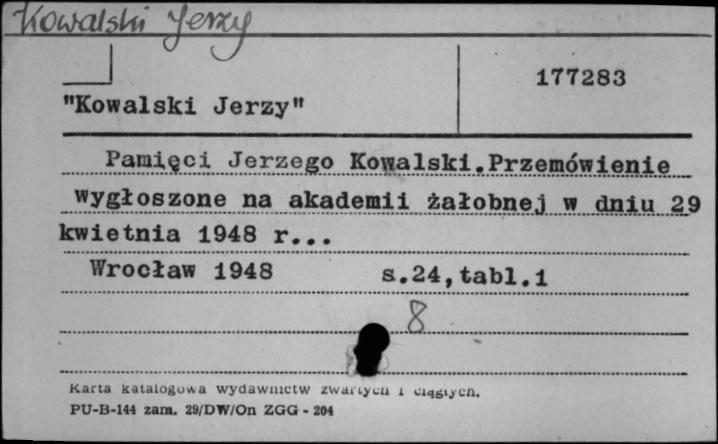 Kowalski Jerzy
177283
"Kowalski Jerzy"
Pamięci Jerzego Kowalski.Przemówienie
wygłoszone na akademii żałobnej w dniu 29
kwietnia 1948 r...
Wrocław 1948 s.24,tabl.1
8
Karta katalogowa wydawnictw zwartych i ciągłych.
PU-B-144 zam. 29/DW/On ZGG - 204